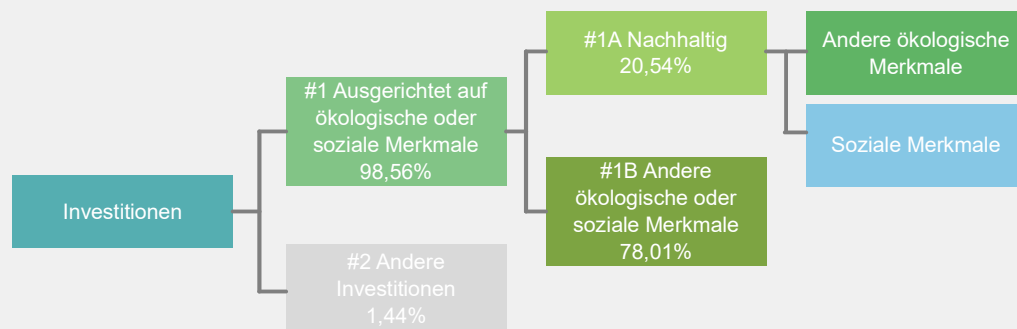 Investitionen
#1 Ausgerichtet auf
ökologische oder
soziale Merkmale
98,56%
#2 Andere
Investitionen
1,44%
#1A Nachhaltig
20,54%
#1B Andere
ökologische oder
soziale Merkmale
78,01%
Andere ökologische
Merkmale
Soziale Merkmale